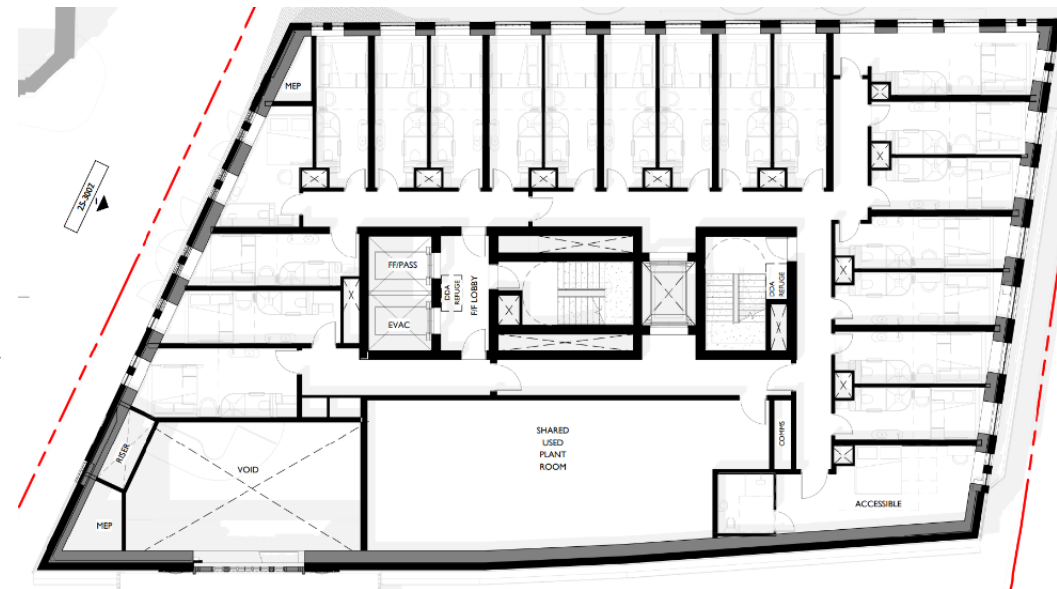 MEP
25-3002
FF/PASS
DDA
REFUGE
F/F LOBBY
DDA
REFUGE
EVAC
SHARED
USED
PLANT
ROOM
COMMS
RISER
VOID
ACCESSIBLE
MEP